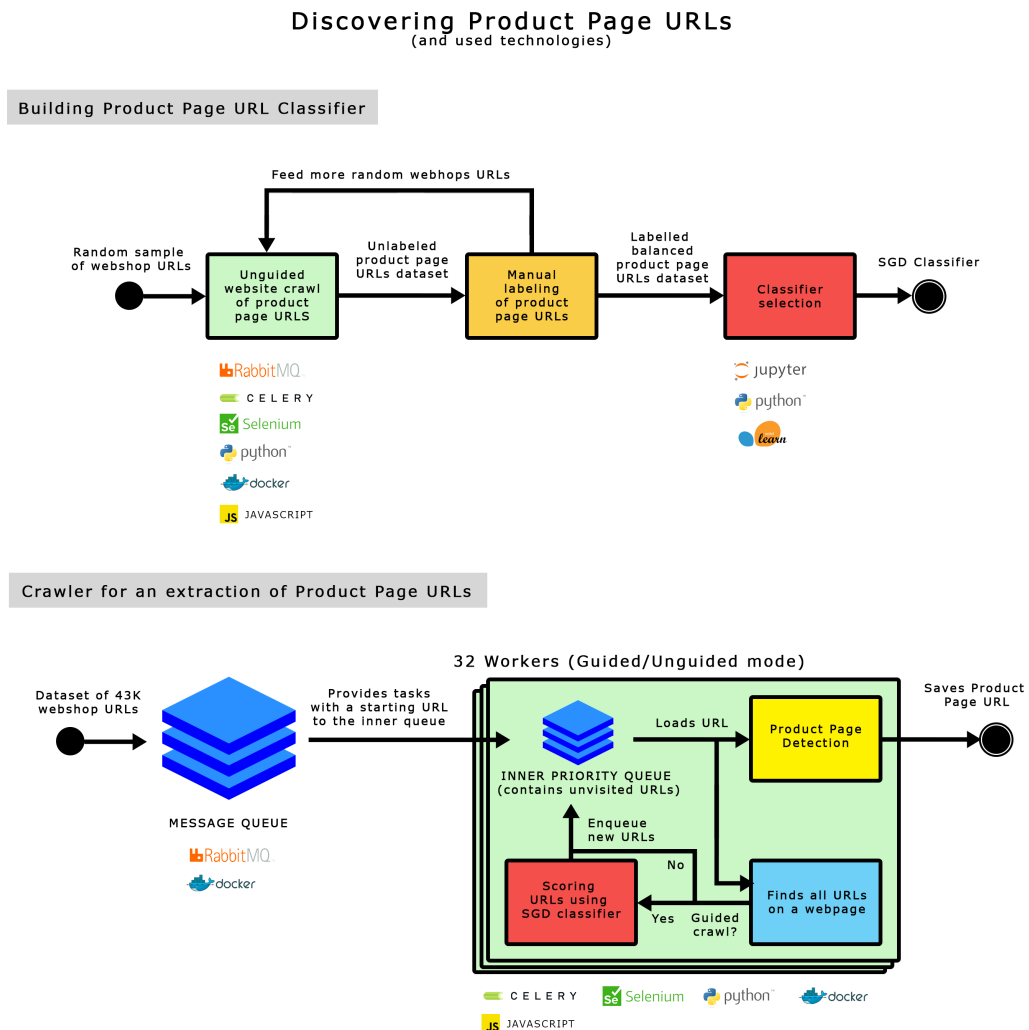 Discovering Product Page URLs
(and used technologies)
Building Product Page URL Classifier
Feed more random webhops URLs
Random sample
of webshop URLs
Unguided
website crawl
of product
page URLS
Unlabeled
product page
URLs dataset
Manual
labeling
of product
page URLs
Labelled
balanced
product page
URLs dataset
Classifier
selection
SGD Classifier
RabbitMQ
CELERY
Se Selenium
python
docker
JS JAVASCRIPT
jupyter
python
learn
Crawler for an extraction of Product Page URLs
32 Workers (Guided/Unguided mode)
Dataset of 43K
webshop URLs
MESSAGE QUEUE
RabbitMQ
docker
Provides tasks
with a starting URL
to the inner queue
INNER PRIORITY QUEUE
(contains unvisited URLs)
Loads URL
Product Page
Detection
Saves Product
Page URL
Enqueue
new URLs
No
Scoring
URLs using
SGD classifier
Yes
Guided
crawl?
Finds all URLs
on a webpage
CELERY
Se Selenium
python
docker
JS JAVASCRIPT